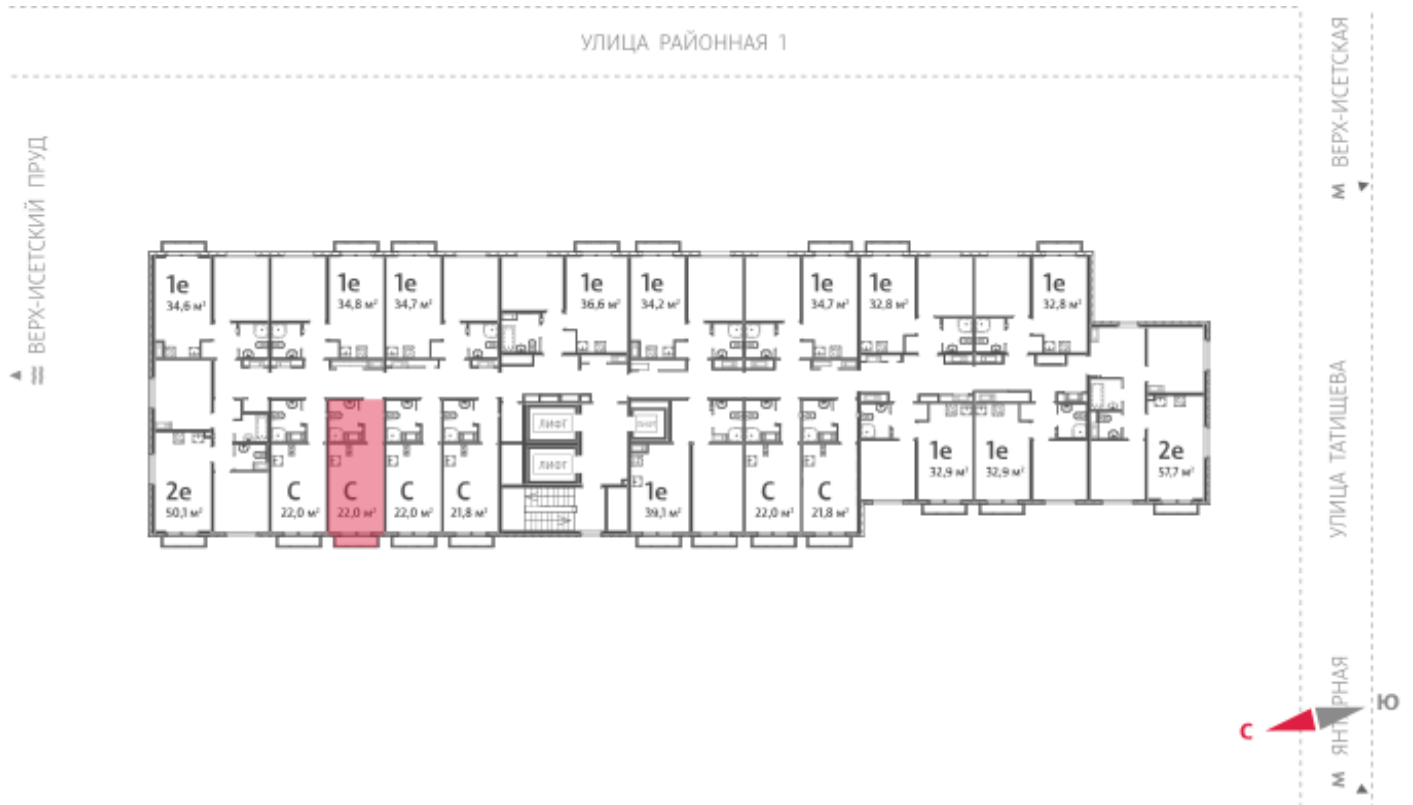 УЛИЦА РАЙОННАЯ 1
М ВЕРХ-ИСЕТСКАЯ
ВЕРХ-ИСЕТСКИЙ ПРУД
1е
34,6 м²
1е
34,8 м²
1е
34,7 м²
1е
36,6 м²
1е
34,2 м²
1е
34,7 м²
1е
32,8 м²
1е
32,8 м²
ЛИФТ
ЛИФТ
ЛИФТ
2е
50,1 м²
С
22,0 м²
С
22,0 м²
С
22,0 м²
С
21,8 м²
1е
39,1 м²
С
22,0 м²
С
21,8 м²
1е
32,9 м²
1е
32,9 м²
2е
57,7 м²
УЛИЦА ТАТИЩЕВА
М ЯНТАРНАЯ
С
Ю